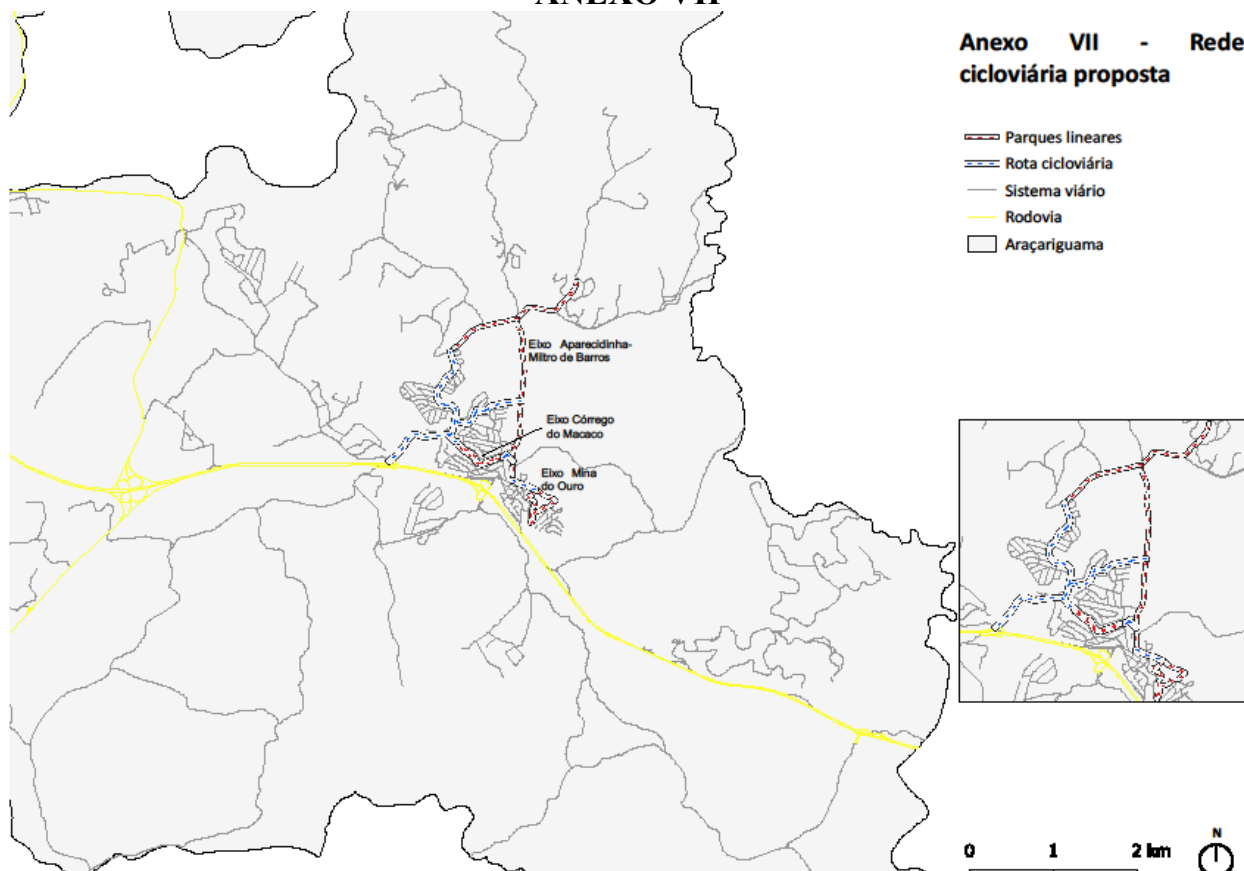 ANEXO VII
Anexo VII - Rede
cicloviária proposta
Parques lineares
Rota cicloviária
Sistema viário
Rodovia
Araçariguama
Eixo Aparecidinha-
Mitro de Barros
Eixo Córrego
do Macaco
Eixo Mina
do Ouro
0 1 2 km
N